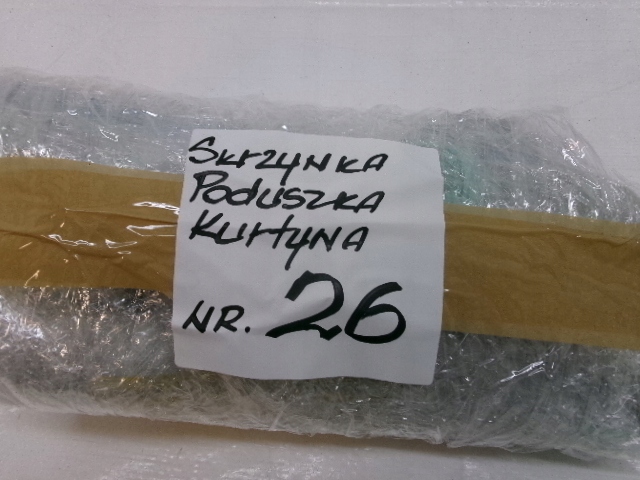 SKRZYNKA
PODUSZKA
KURTYNA
NR. 26